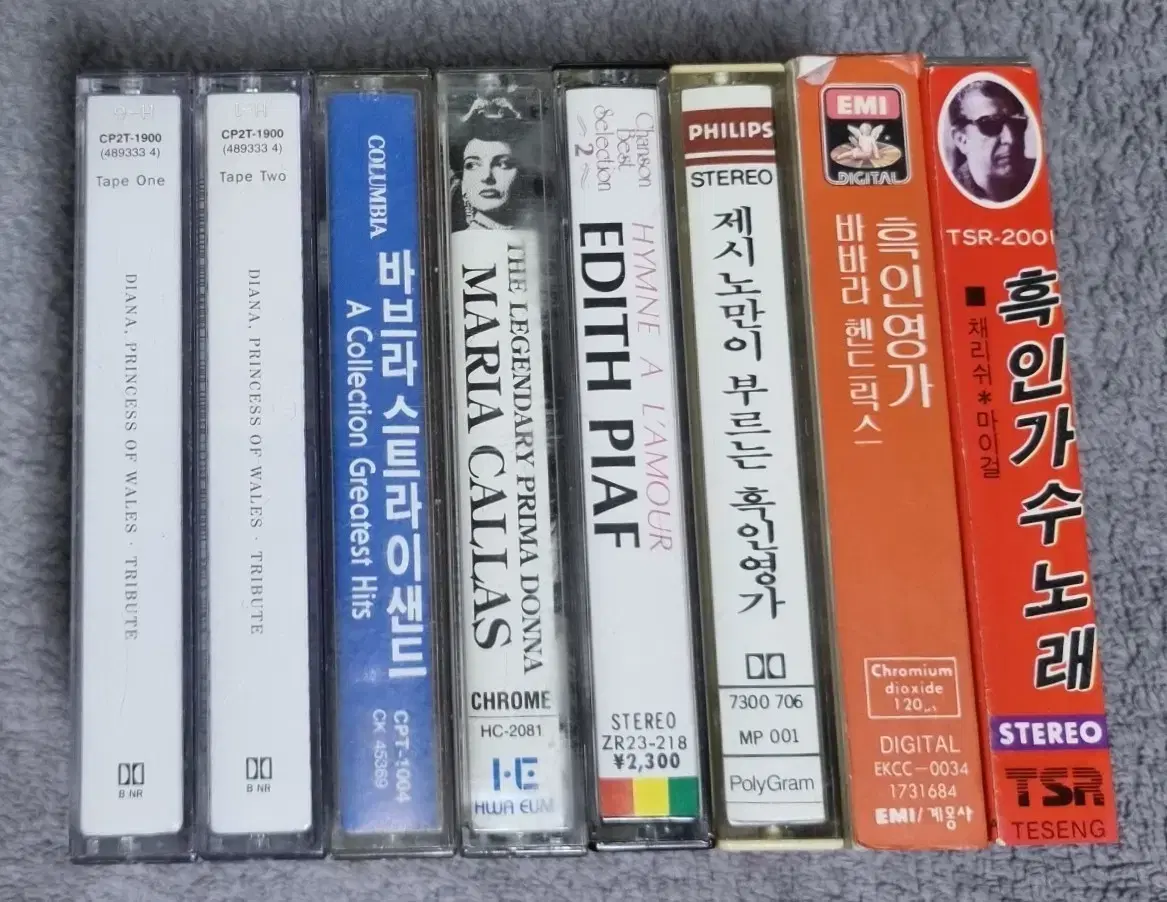 CP2T-1900
(489333 4)
Tape One
DIANA, PRINCESS OF WALES · TRIBUTE
B NR
CP2T-1900
(489333 4)
Tape Two
DIANA, PRINCESS OF WALES · TRIBUTE
B NR
COLUMBIA
바브라 스트라이샌드
A Collection Greatest Hits
CPT-1004
CK 45369
THE LEGENDARY PRIMA DONNA
MARIA CALLAS
CHROME
HC-2081
HE
HWA EUM
Chanson
Best
Selection
2
HYMNE A L'AMOUR
EDITH PIAF
STEREO
ZR23-218
¥2,300
PHILIPS
STEREO
제시노만이 부르는 흑인영가
7300 706
MP 001
PolyGram
EMI
DIGITAL
흑인영가
바바라 헨드릭스
Chromium
dioxide
120
DIGITAL
EKCC-0034
1731684
EMI/계몽사
TSR-2001
흑인가수노래
■ 채리쉬*마이걸
STEREO
TSR
TESENG